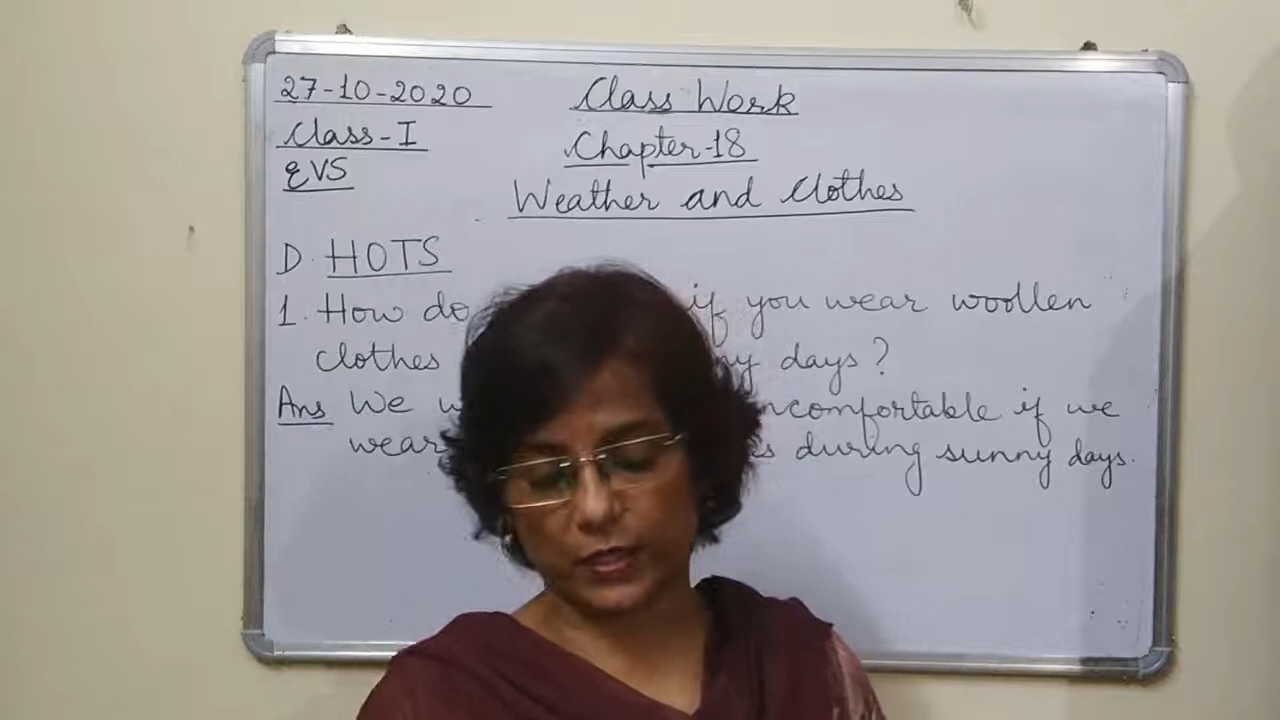 27-10-2020 Class Work
Class-I Chapter-18
EVS
Weather and Clothes
D. HOTS
1. How do if you wear woollen
clothes days?
Ans We comfortable if we
wear during sunny days.